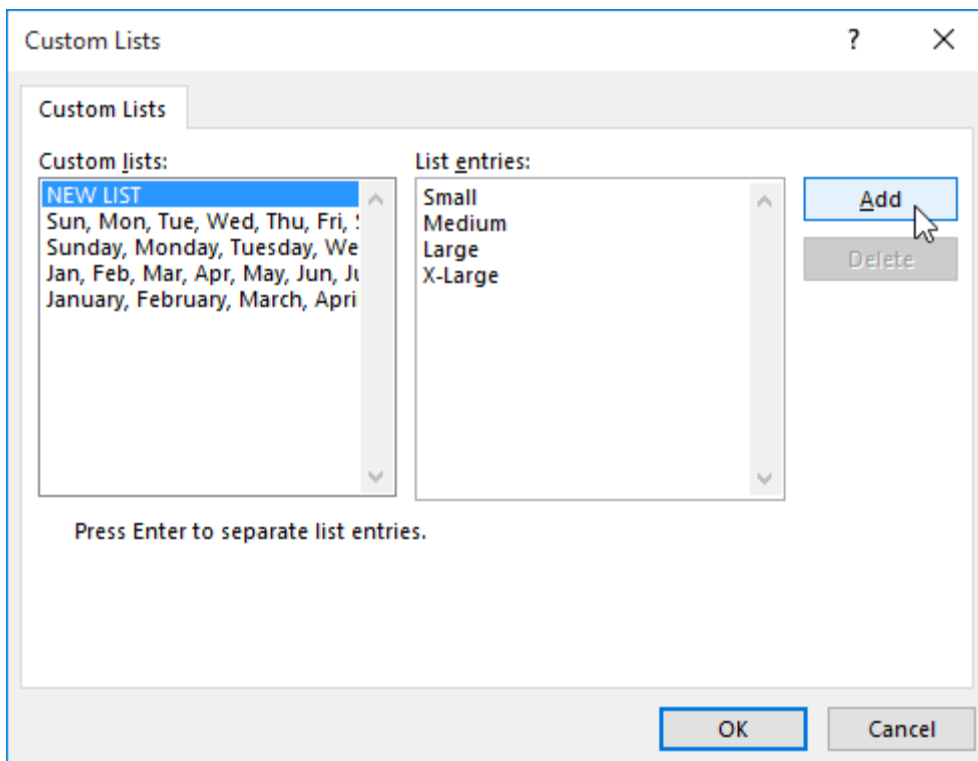 Custom Lists
?
Custom Lists
Custom lists:
List entries:
NEW LIST
Sun, Mon, Tue, Wed, Thu, Fri,
Sunday, Monday, Tuesday, We
Jan, Feb, Mar, Apr, May, Jun, Ju
January, February, March, Apri
Small
Medium
Large
X-Large
Add
Delete
Press Enter to separate list entries.
OK
Cancel